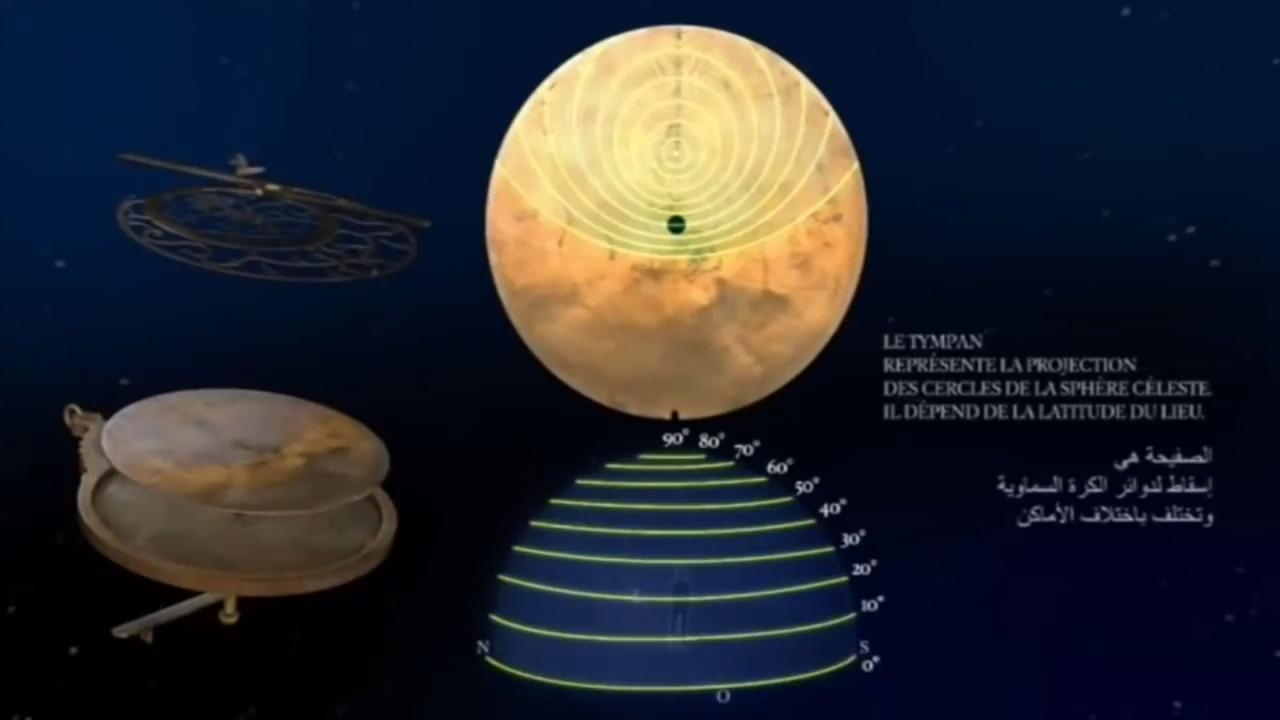 LE TYMPAN
REPRÉSENTE LA PROJECTION
DES CERCLES DE LA SPHÈRE CÉLESTE.
IL DÉPEND DE LA LATITUDE DU LIEU.
الصفيحة هي
إسقاط لدوائر الكرة السماوية
وتختلف باختلاف الأماكن
90°
80°
70°
60°
50°
40°
30°
20°
10°
N
S
0°
O